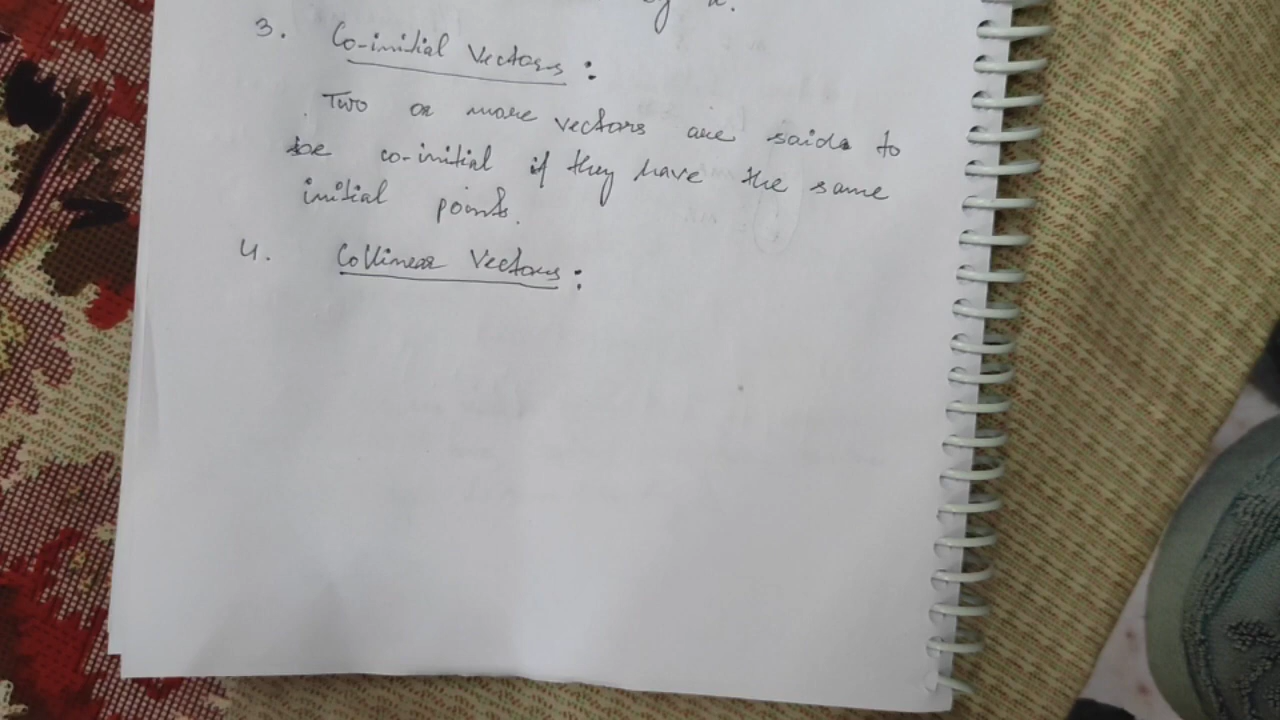 3. Co-initial Vectors :
Two or more vectors are said to
be co-initial if they have the same
initial points.
4. Collinear Vectors :